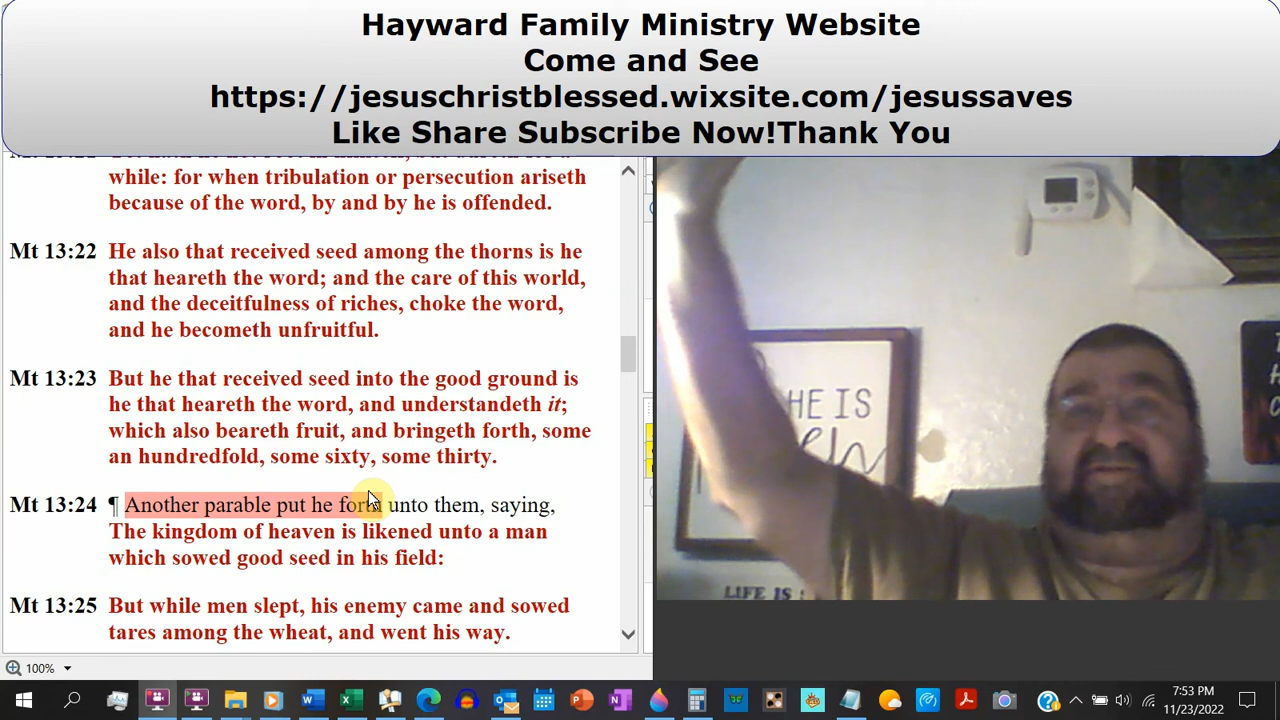 Hayward Family Ministry Website
Come and See
https://jesuschristblessed.wixsite.com/jesussaves
Like Share Subscribe Now!Thank You
while: for when tribulation or persecution ariseth
because of the word, by and by he is offended.
Mt 13:22 He also that received seed among the thorns is he
that heareth the word; and the care of this world,
and the deceitfulness of riches, choke the word,
and he becometh unfruitful.
Mt 13:23 But he that received seed into the good ground is
he that heareth the word, and understandeth it;
which also beareth fruit, and bringeth forth, some
an hundredfold, some sixty, some thirty.
Mt 13:24 ¶ Another parable put he forth unto them, saying,
The kingdom of heaven is likened unto a man
which sowed good seed in his field:
Mt 13:25 But while men slept, his enemy came and sowed
tares among the wheat, and went his way.
HE IS
LIFE IS
100%
7:53 PM
11/23/2022